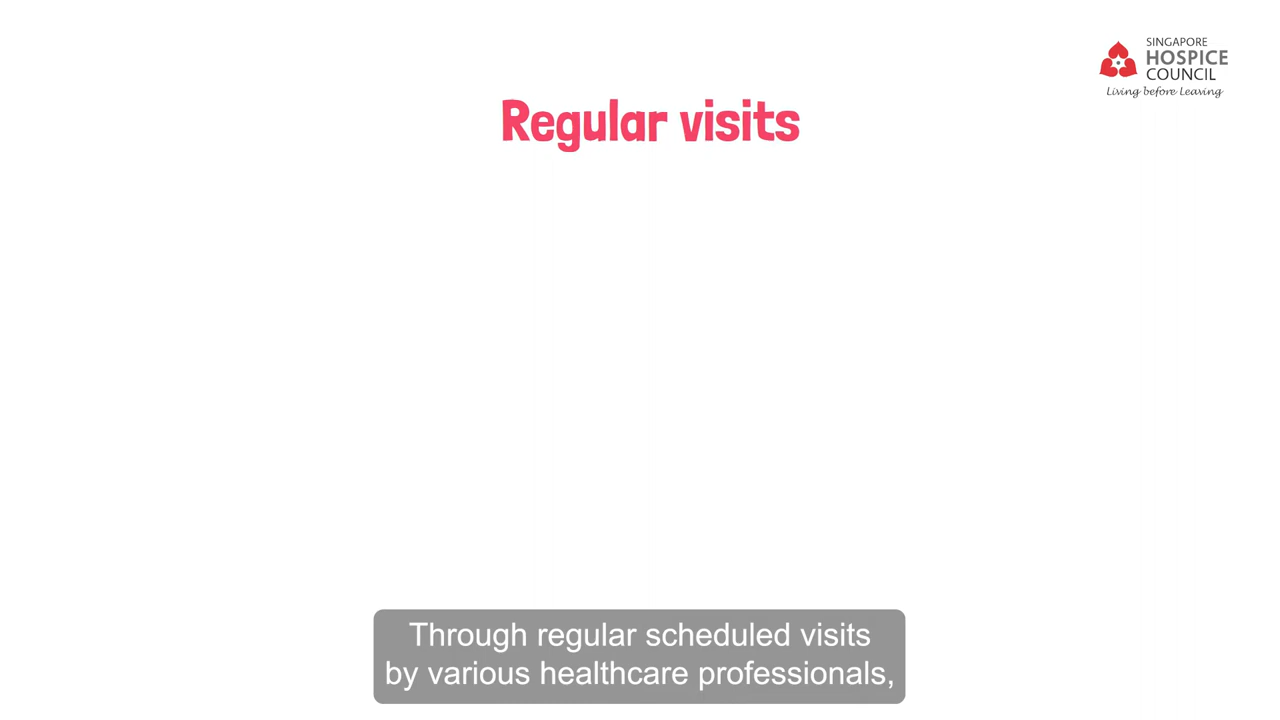 SINGAPORE
HOSPICE
COUNCIL
Living before Leaving
Regular visits
Through regular scheduled visits
by various healthcare professionals,